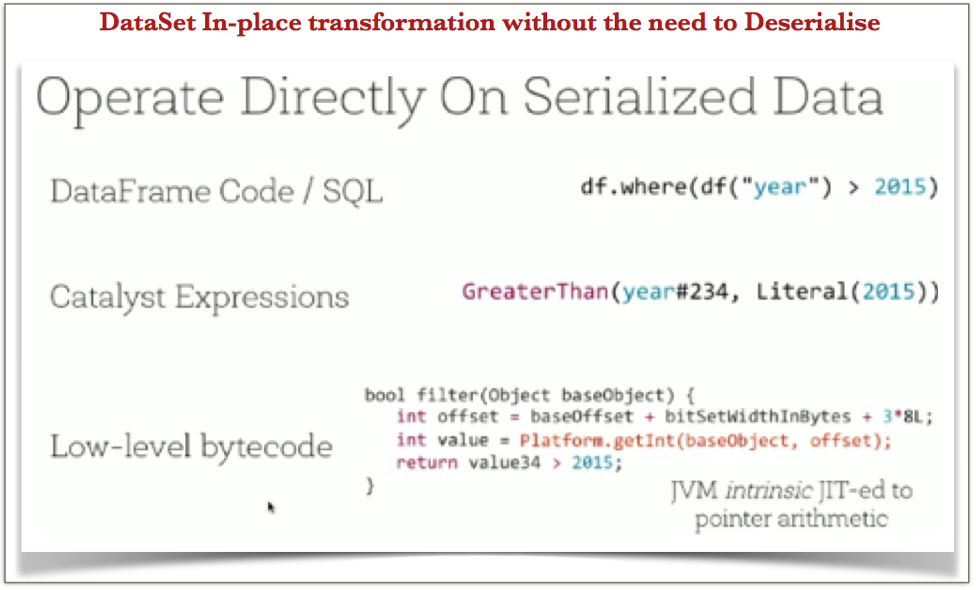 DataSet In-place transformation without the need to Deserialise
Operate Directly On Serialized Data
DataFrame Code / SQL
df.where(df("year") > 2015)
Catalyst Expressions
GreaterThan(year#234, Literal(2015))
Low-level bytecode
bool filter(Object baseObject) {
int offset = baseOffset + bitSetWidthInBytes + 3*8L;
int value = Platform.getInt(baseObject, offset);
return value34 > 2015;
}
JVM intrinsic JIT-ed to
pointer arithmetic